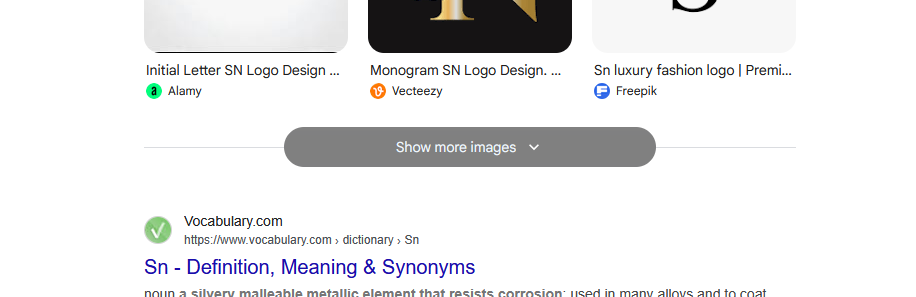 Initial Letter SN Logo Design ...
Monogram SN Logo Design. ...
Sn luxury fashion logo | Premi...
Alamy
Vecteezy
Freepik
Show more images
Vocabulary.com
https://www.vocabulary.com › dictionary › Sn
Sn - Definition, Meaning & Synonyms
noun a silvery malleable metallic element that resists corrosion; used in many alloys and to coat